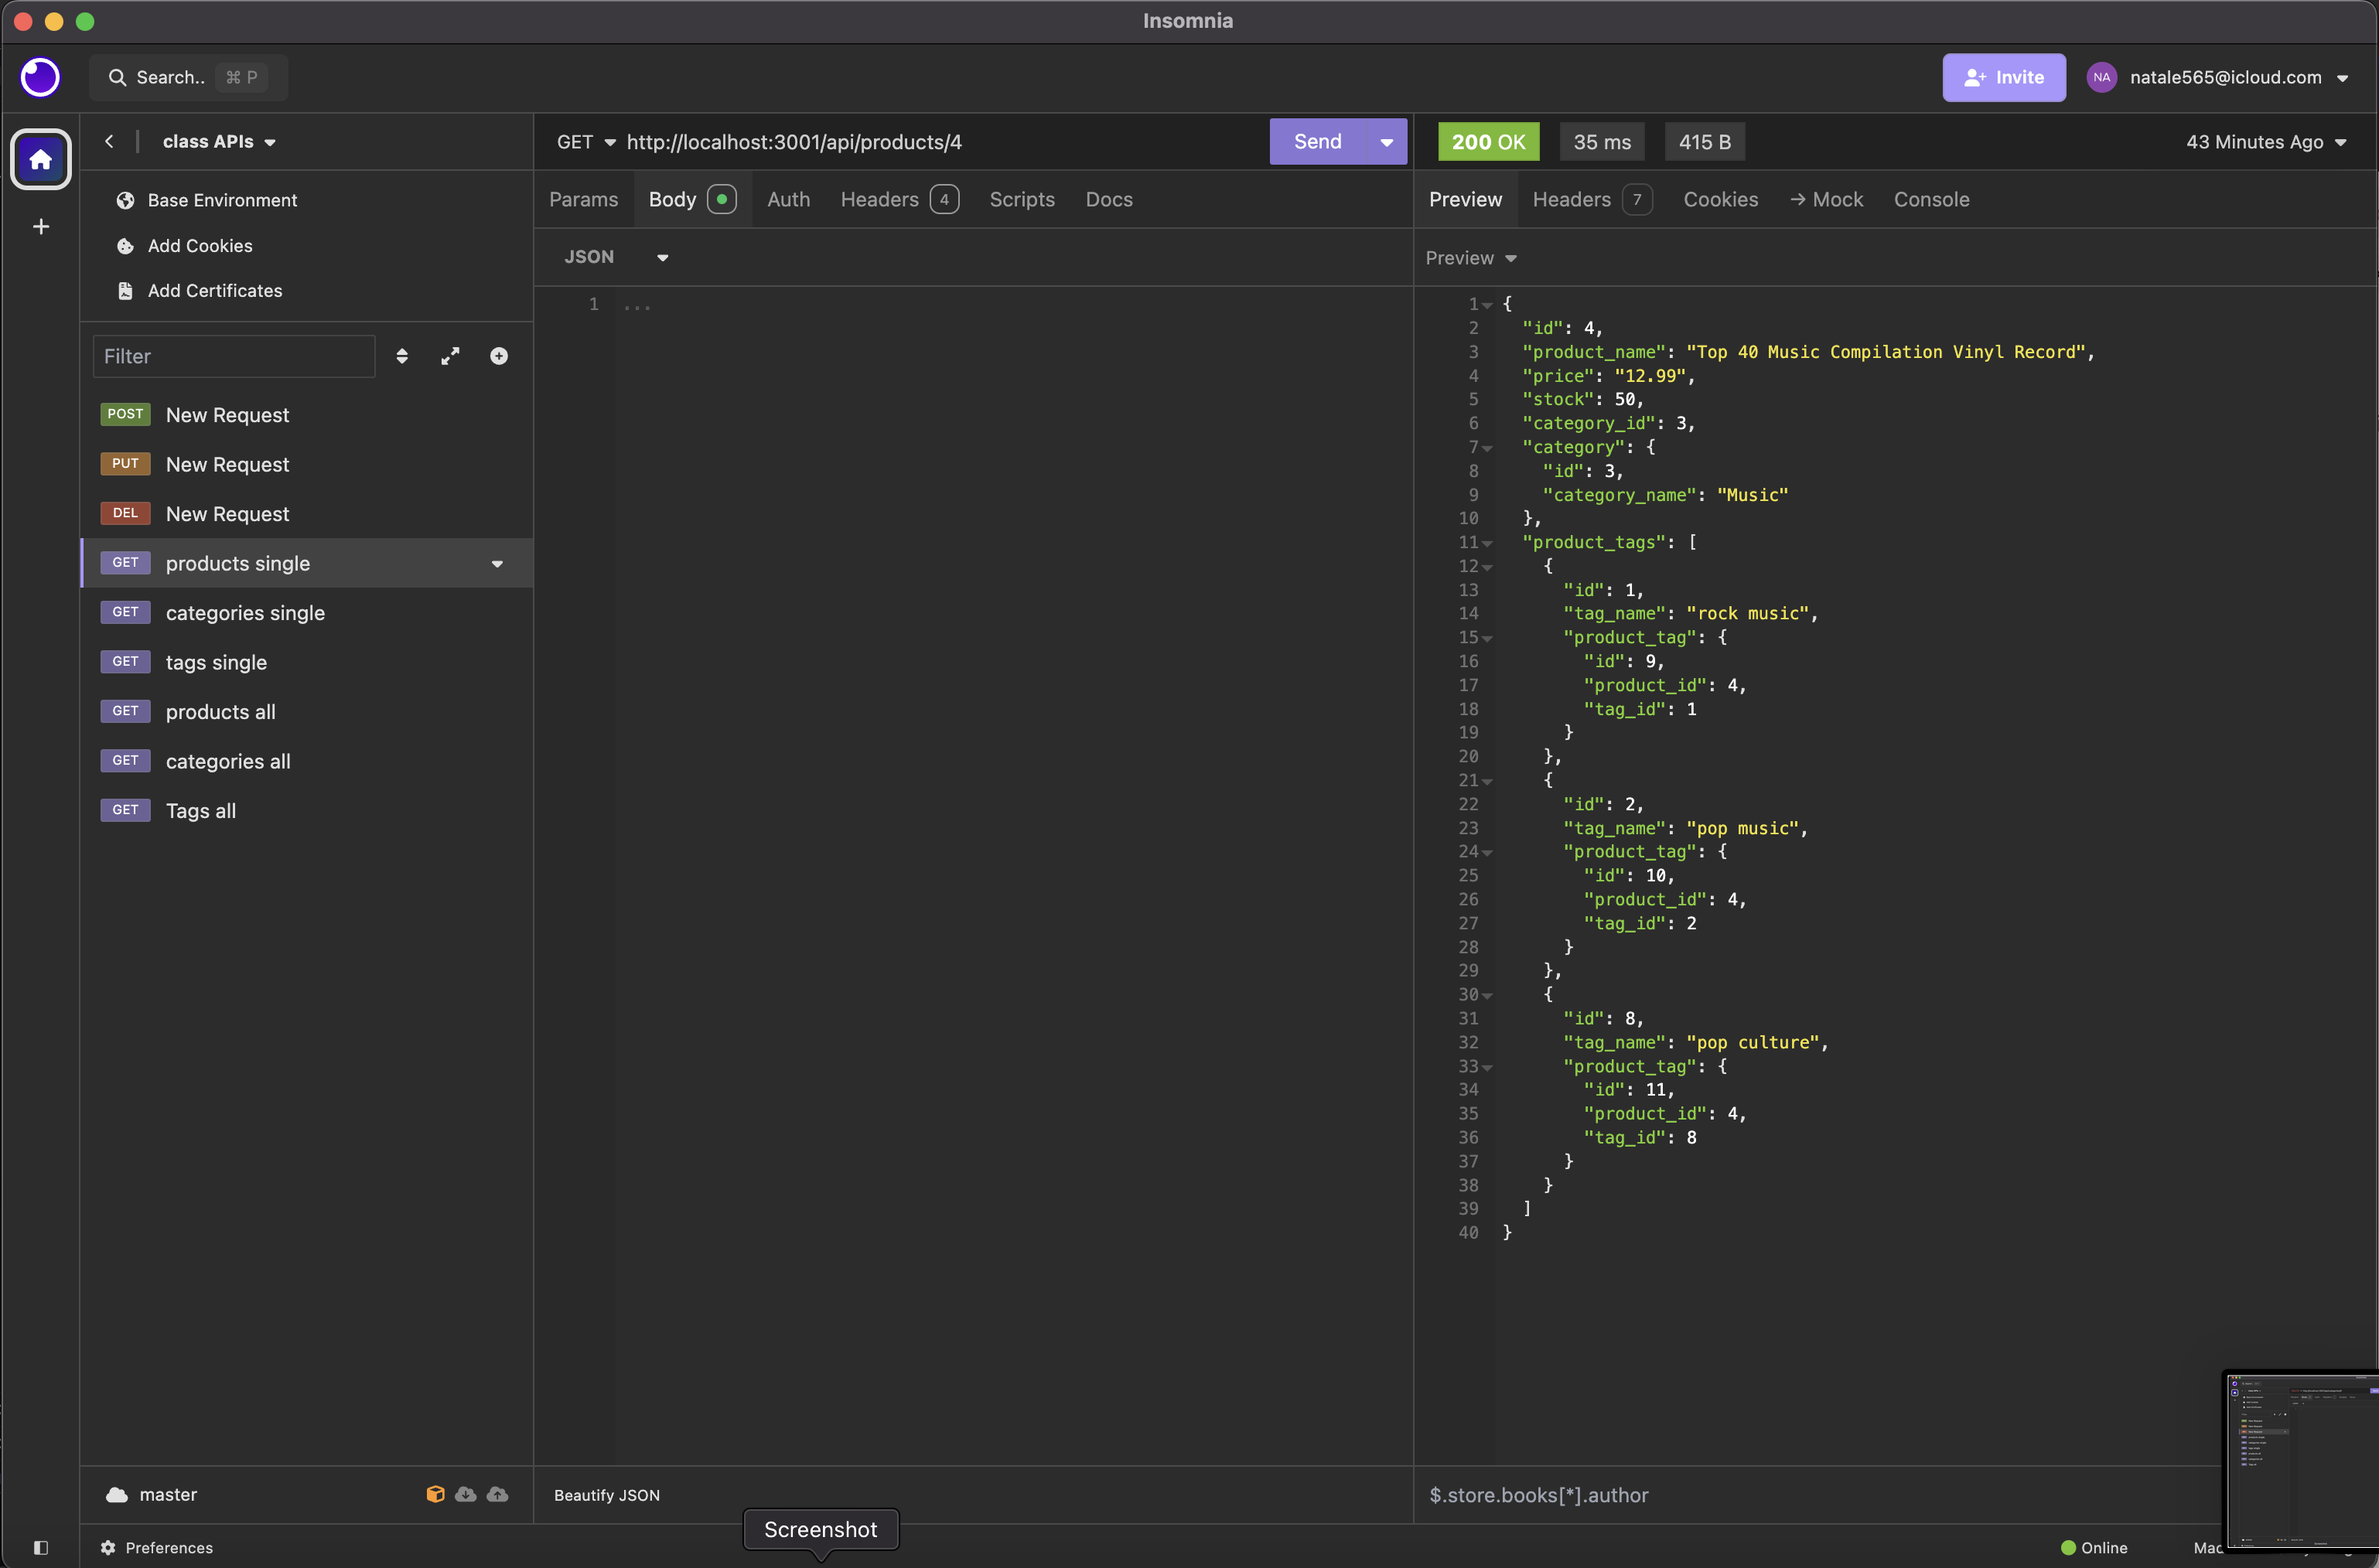 Insomnia
Search.. ⌘ P
Invite
NA
natale565@icloud.com
class APIs
Base Environment
Add Cookies
Add Certificates
Filter
POST New Request
PUT New Request
DEL New Request
GET products single
GET categories single
GET tags single
GET products all
GET categories all
GET Tags all
master
Preferences
GET http://localhost:3001/api/products/4
Send
Params Body Auth Headers 4 Scripts Docs
JSON
1 ...
Beautify JSON
Screenshot
200 OK 35 ms 415 B
43 Minutes Ago
Preview Headers 7 Cookies → Mock Console
Preview
1 {
2 "id": 4,
3 "product_name": "Top 40 Music Compilation Vinyl Record",
4 "price": "12.99",
5 "stock": 50,
6 "category_id": 3,
7 "category": {
8 "id": 3,
9 "category_name": "Music"
10 },
11 "product_tags": [
12 {
13 "id": 1,
14 "tag_name": "rock music",
15 "product_tag": {
16 "id": 9,
17 "product_id": 4,
18 "tag_id": 1
19 }
20 },
21 {
22 "id": 2,
23 "tag_name": "pop music",
24 "product_tag": {
25 "id": 10,
26 "product_id": 4,
27 "tag_id": 2
28 }
29 },
30 {
31 "id": 8,
32 "tag_name": "pop culture",
33 "product_tag": {
34 "id": 11,
35 "product_id": 4,
36 "tag_id": 8
37 }
38 }
39 ]
40 }
$.store.books[*].author
Online